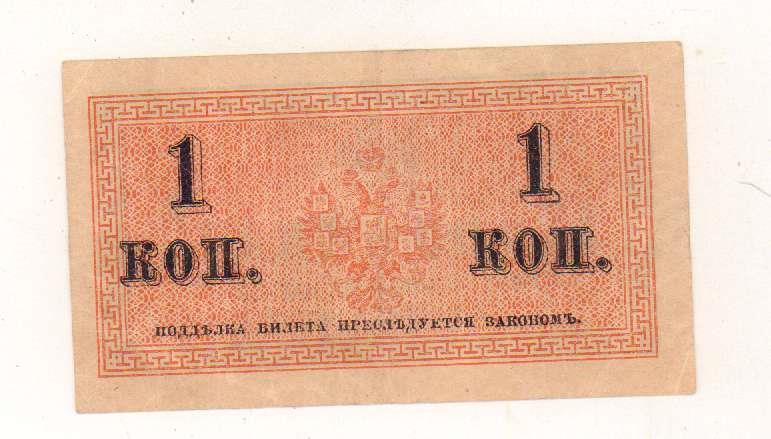 1 1
КОП. КОП.
ПОДДѢЛКА БИЛЕТА ПРЕСЛѢДУЕТСЯ ЗАКОНОМЪ.